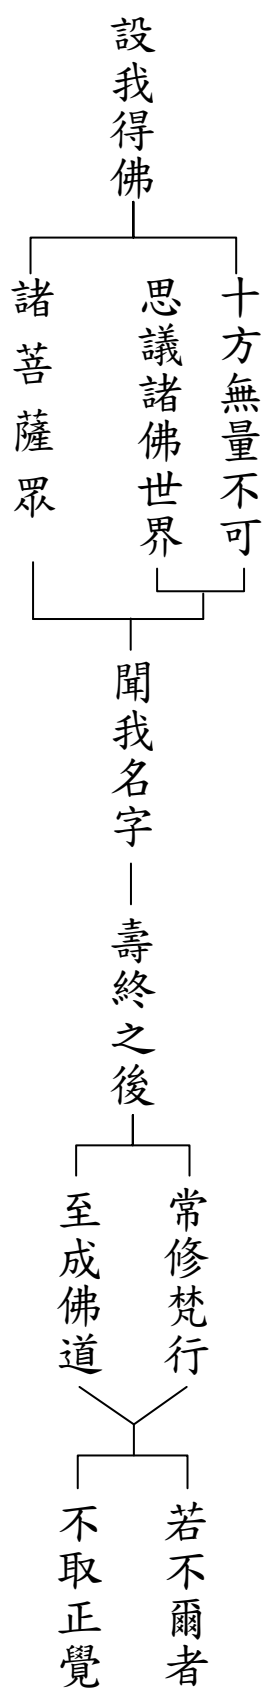 設我得佛
十方無量不可
思議諸佛世界
諸菩薩眾
聞我名字
壽終之後
常修梵行
至成佛道
若不爾者
不取正覺